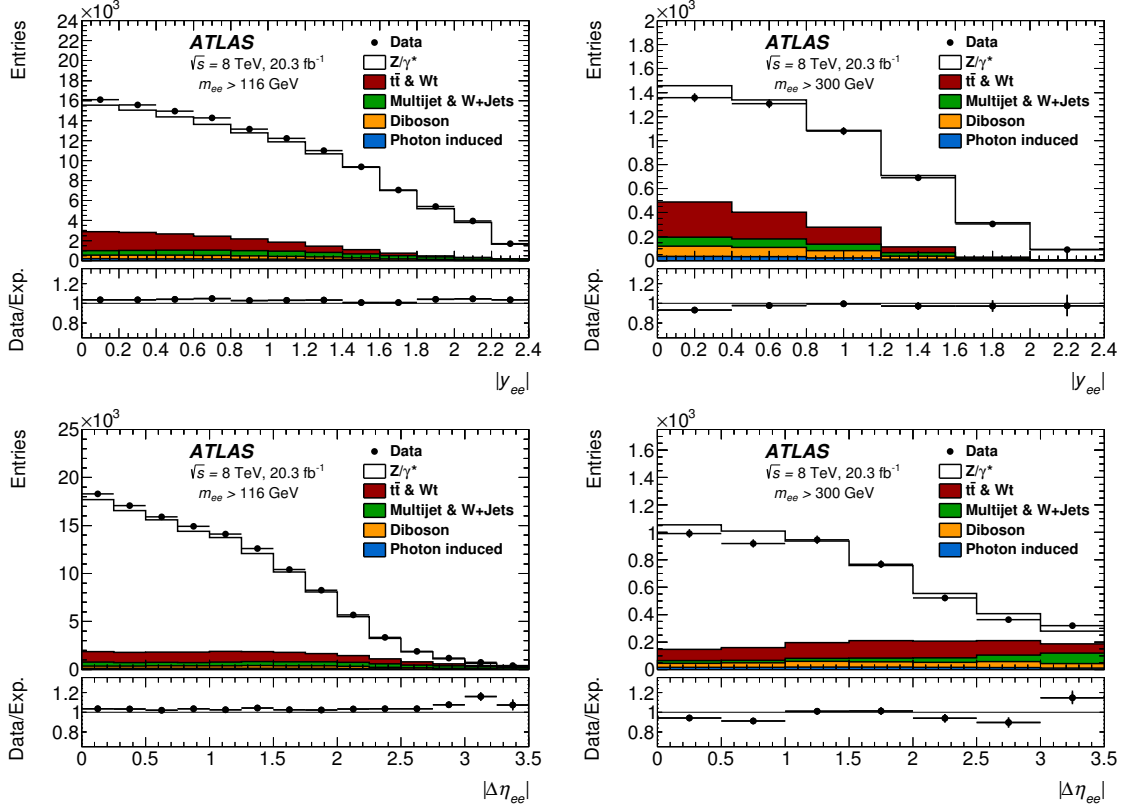 ×10³
Entries
24
22
20
18
16
14
12
10
8
6
4
2
0
ATLAS
√s = 8 TeV, 20.3 fb⁻¹
mₑₑ > 116 GeV
Data
Z/γ*
tt̄ & Wt
Multijet & W+Jets
Diboson
Photon induced
Data/Exp.
1.2
1
0.8
0 0.2 0.4 0.6 0.8 1 1.2 1.4 1.6 1.8 2 2.2 2.4
|yₑₑ|
×10³
Entries
2
1.8
1.6
1.4
1.2
1
0.8
0.6
0.4
0.2
0
ATLAS
√s = 8 TeV, 20.3 fb⁻¹
mₑₑ > 300 GeV
Data
Z/γ*
tt̄ & Wt
Multijet & W+Jets
Diboson
Photon induced
Data/Exp.
1.2
1
0.8
0 0.2 0.4 0.6 0.8 1 1.2 1.4 1.6 1.8 2 2.2 2.4
|yₑₑ|
×10³
Entries
25
20
15
10
5
0
ATLAS
√s = 8 TeV, 20.3 fb⁻¹
mₑₑ > 116 GeV
Data
Z/γ*
tt̄ & Wt
Multijet & W+Jets
Diboson
Photon induced
Data/Exp.
1.2
1
0.8
0 0.5 1 1.5 2 2.5 3 3.5
|Δηₑₑ|
×10³
Entries
1.6
1.4
1.2
1
0.8
0.6
0.4
0.2
0
ATLAS
√s = 8 TeV, 20.3 fb⁻¹
mₑₑ > 300 GeV
Data
Z/γ*
tt̄ & Wt
Multijet & W+Jets
Diboson
Photon induced
Data/Exp.
1.2
1
0.8
0 0.5 1 1.5 2 2.5 3 3.5
|Δηₑₑ|